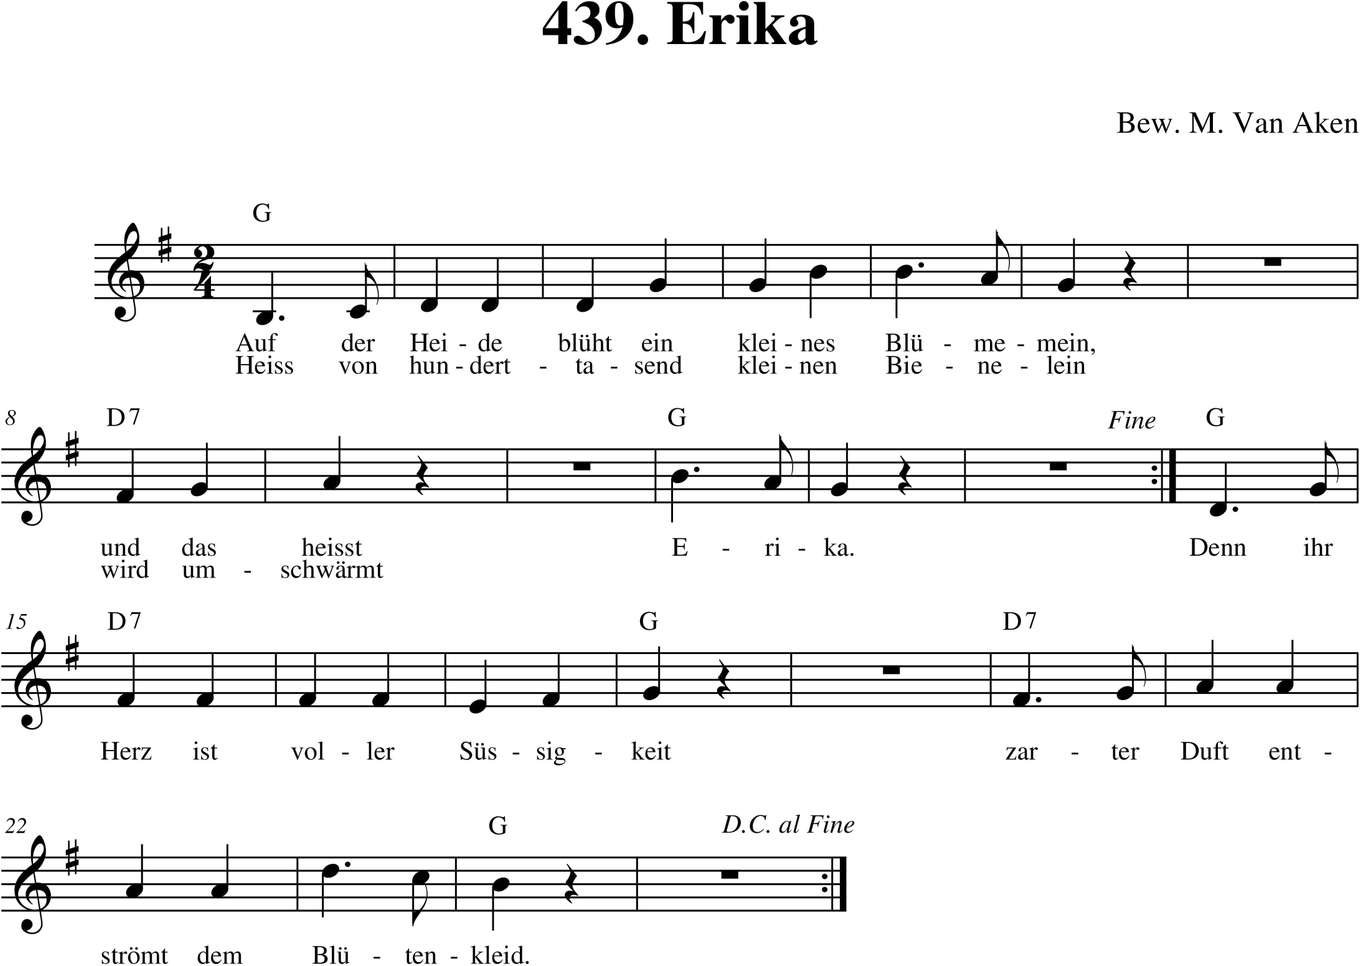 439. Erika
Bew. M. Van Aken
G
2
4
Auf der Hei - de blüht ein klei - nes Blü - me - mein,
Heiss von hun - dert - ta - send klei - nen Bie - ne - lein
8 D7 G Fine G
und das heisst E - ri - ka. Denn ihr
wird um - schwärmt
15 D7 G D7
Herz ist vol - ler Süs - sig - keit zar - ter Duft ent -
22 G D.C. al Fine
strömt dem Blü - ten - kleid.